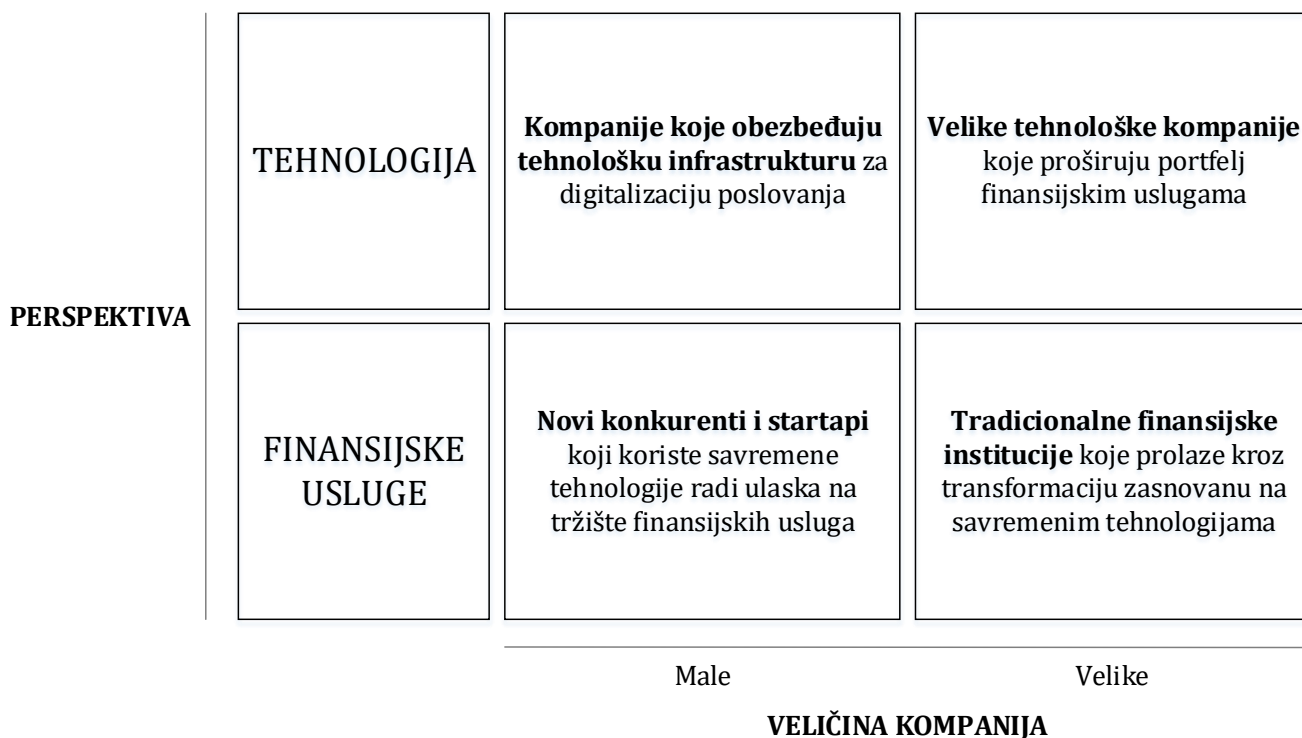 TEHNOLOGIJA
Kompanije koje obezbeđuju
tehnološku infrastrukturu za
digitalizaciju poslovanja
Velike tehnološke kompanije
koje proširuju portfelj
finansijskim uslugama
PERSPEKTIVA
FINANSIJSKE
USLUGE
Novi konkurenti i startapi
koji koriste savremene
tehnologije radi ulaska na
tržište finansijskih usluga
Tradicionalne finansijske
institucije koje prolaze kroz
transformaciju zasnovanu na
savremenim tehnologijama
Male
Velike
VELIČINA KOMPANIJA